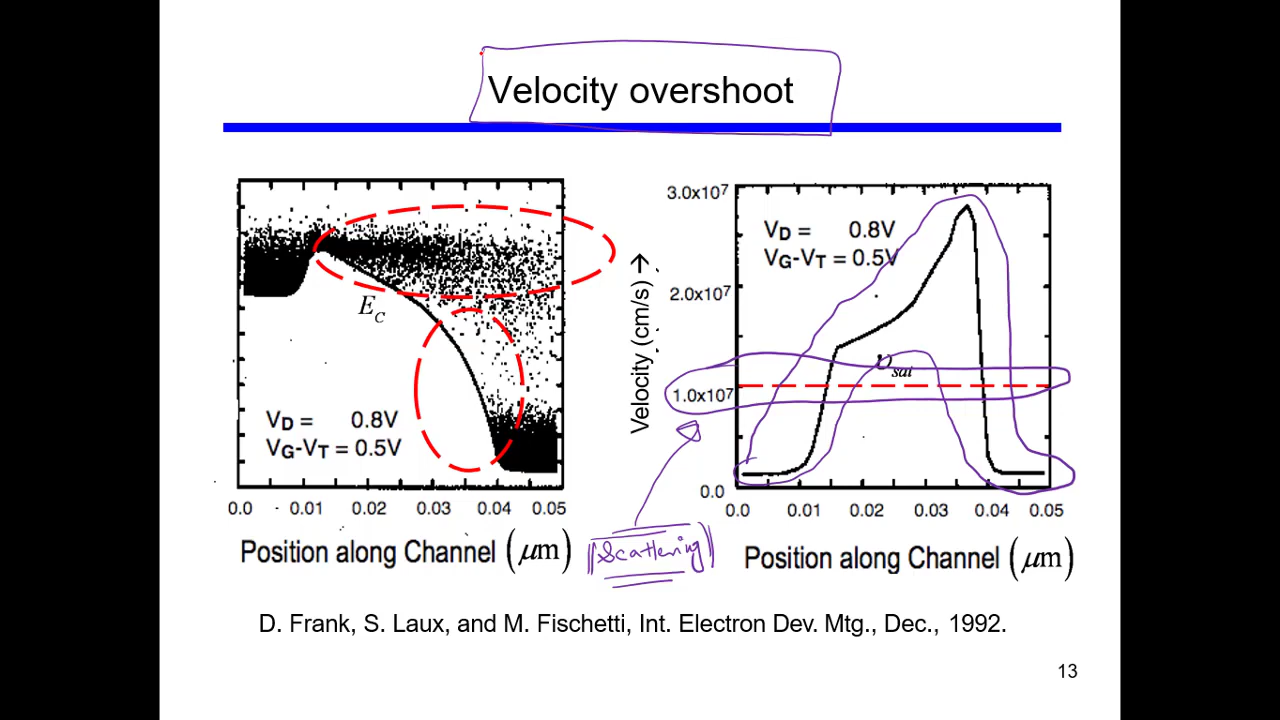 Velocity overshoot
E_C
V_D = 0.8V
V_G-V_T = 0.5V
0.0 0.01 0.02 0.03 0.04 0.05
Position along Channel (μm)
Velocity (cm/s) →
3.0x10⁷
2.0x10⁷
1.0x10⁷
0.0
V_D = 0.8V
V_G-V_T = 0.5V
υ_sat
0.0 0.01 0.02 0.03 0.04 0.05
Position along Channel (μm)
Scattering
D. Frank, S. Laux, and M. Fischetti, Int. Electron Dev. Mtg., Dec., 1992.
13